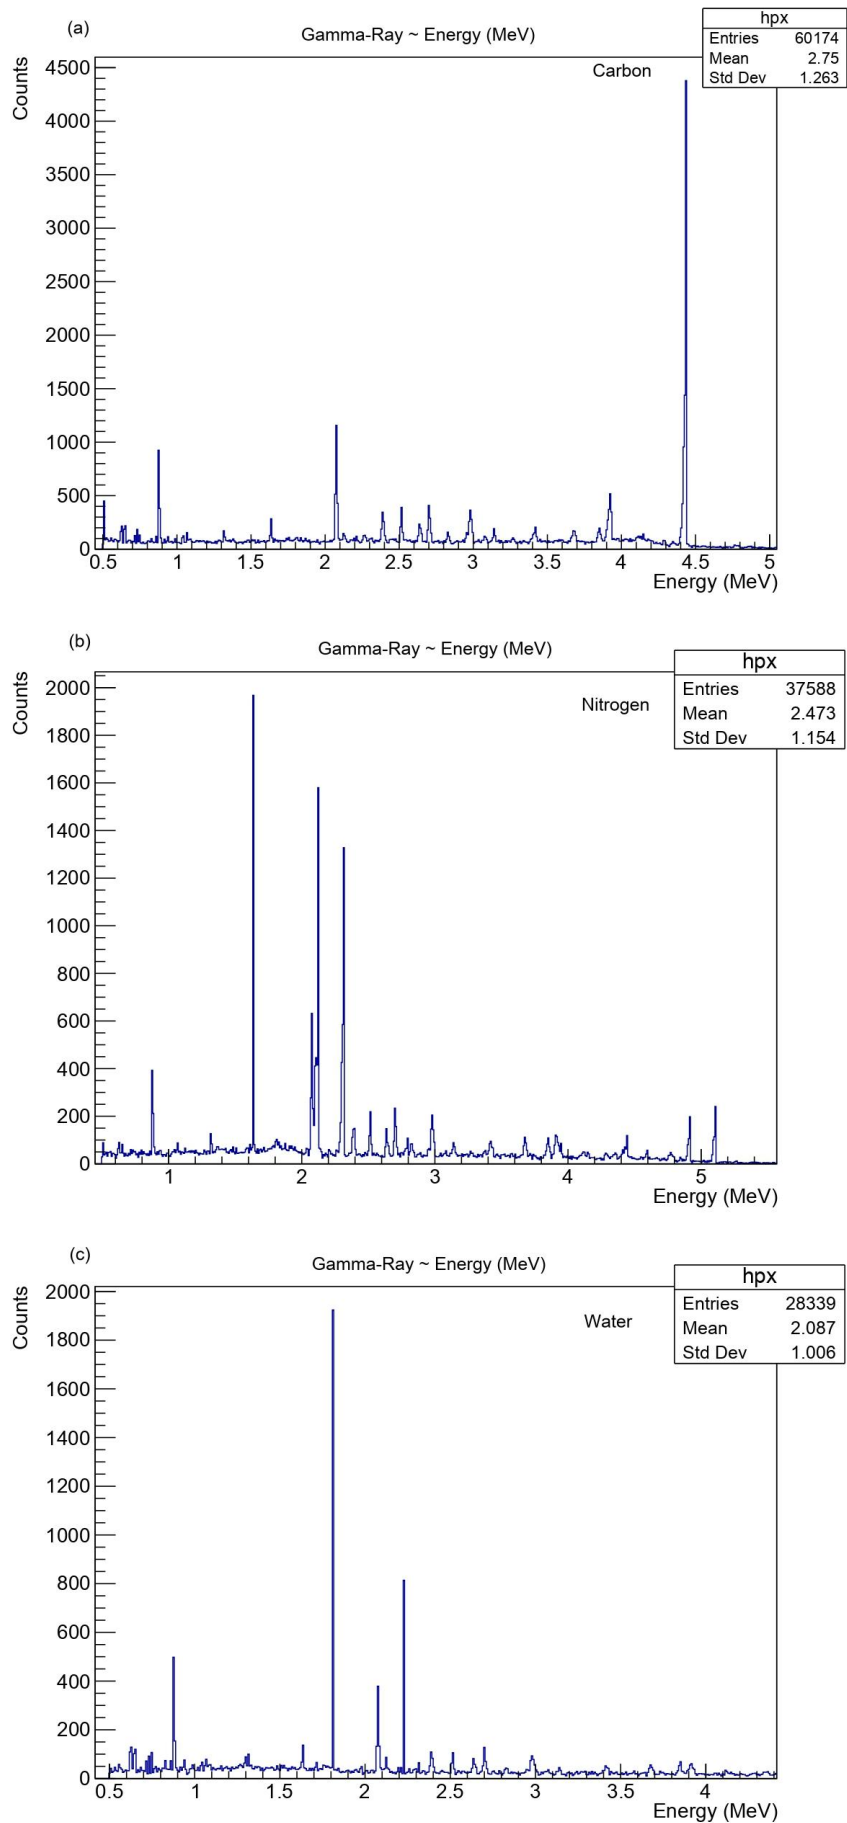 (a)
Gamma-Ray ~ Energy (MeV)
hpx
Entries 60174
Mean 2.75
Std Dev 1.263
Carbon
Counts
4500
4000
3500
3000
2500
2000
1500
1000
500
0
0.5 1 1.5 2 2.5 3 3.5 4 4.5 5
Energy (MeV)
(b)
Gamma-Ray ~ Energy (MeV)
hpx
Entries 37588
Mean 2.473
Std Dev 1.154
Nitrogen
Counts
2000
1800
1600
1400
1200
1000
800
600
400
200
0
1 2 3 4 5
Energy (MeV)
(c)
Gamma-Ray ~ Energy (MeV)
hpx
Entries 28339
Mean 2.087
Std Dev 1.006
Water
Counts
2000
1800
1600
1400
1200
1000
800
600
400
200
0
0.5 1 1.5 2 2.5 3 3.5 4
Energy (MeV)